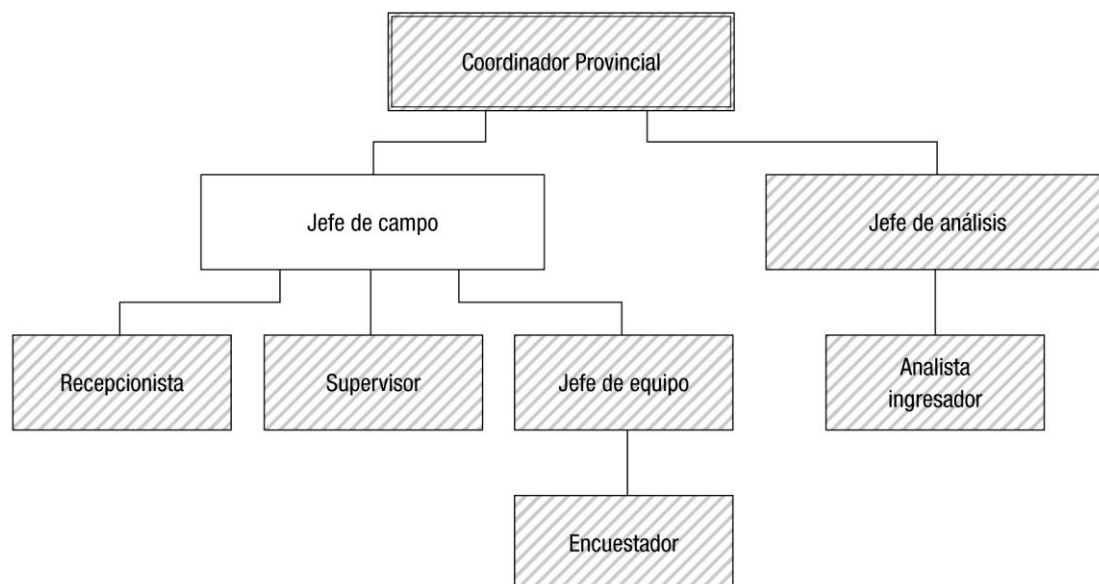 Coordinador Provincial
Jefe de campo
Jefe de análisis
Recepcionista
Supervisor
Jefe de equipo
Analista
ingresador
Encuestador